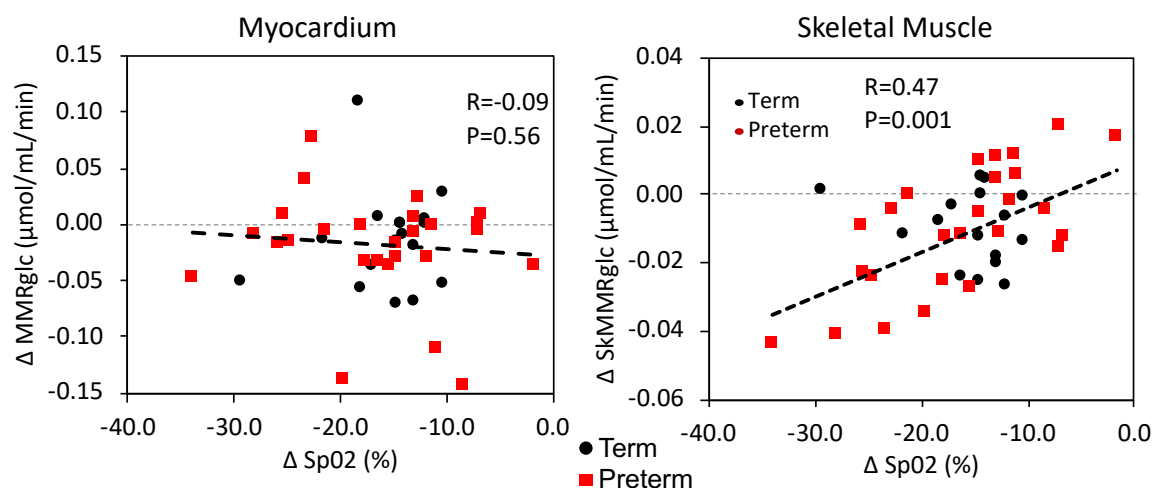 Myocardium
0.15
0.10
0.05
0.00
-0.05
-0.10
-0.15
Δ MMRglc (µmol/mL/min)
R=-0.09
P=0.56
-40.0 -30.0 -20.0 -10.0 0.0
Δ Sp02 (%)
Skeletal Muscle
0.04
0.02
0.00
-0.02
-0.04
-0.06
Δ SkMMRglc (µmol/mL/min)
Term
Preterm
R=0.47
P=0.001
-40.0 -30.0 -20.0 -10.0 0.0
Δ Sp02 (%)
Term
Preterm